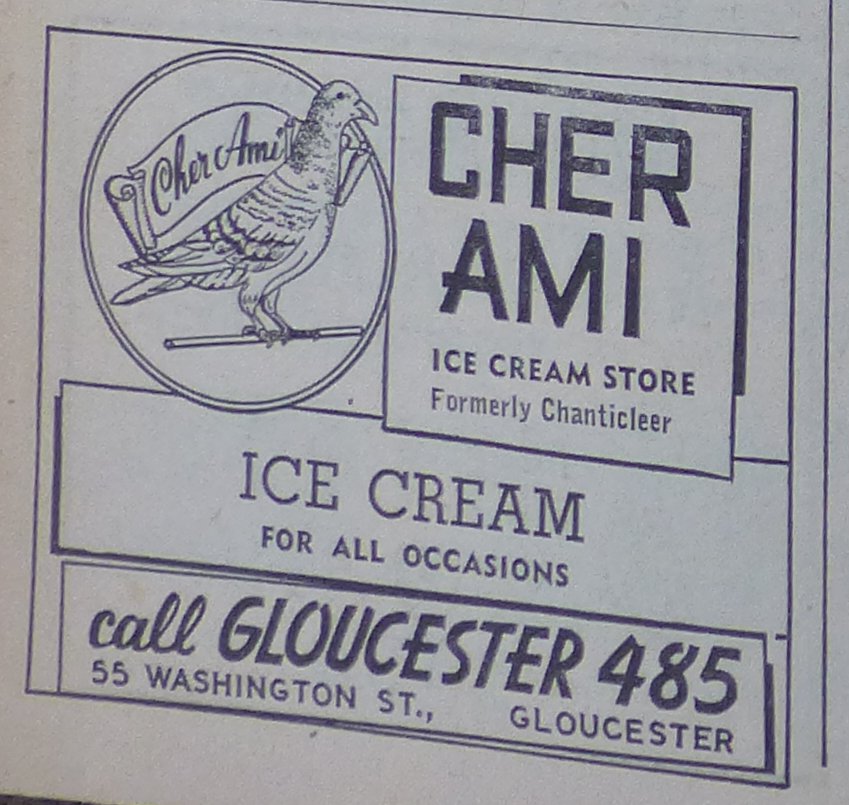 Cher Ami
CHER
AMI
ICE CREAM STORE
Formerly Chanticleer
ICE CREAM
FOR ALL OCCASIONS
call GLOUCESTER 485
55 WASHINGTON ST., GLOUCESTER